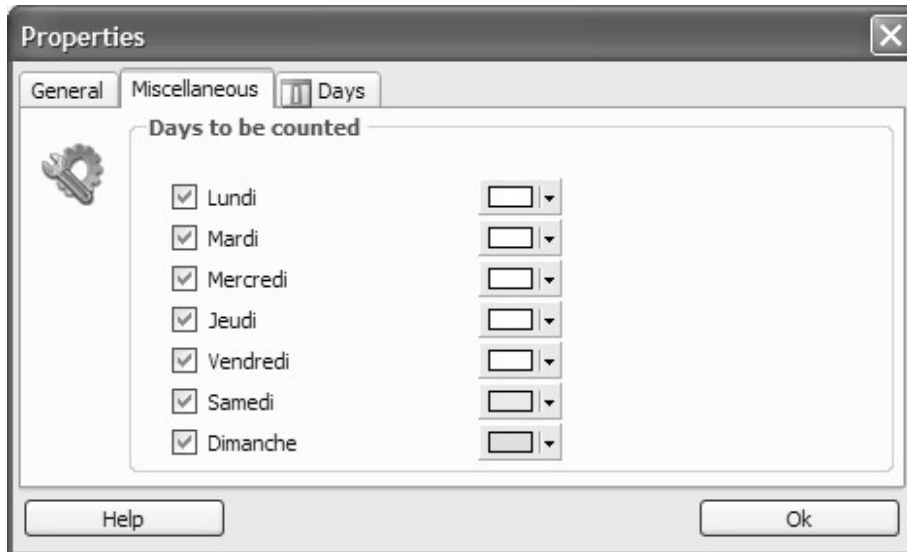 Properties
General Miscellaneous Days
Days to be counted
Lundi
Mardi
Mercredi
Jeudi
Vendredi
Samedi
Dimanche
Help Ok